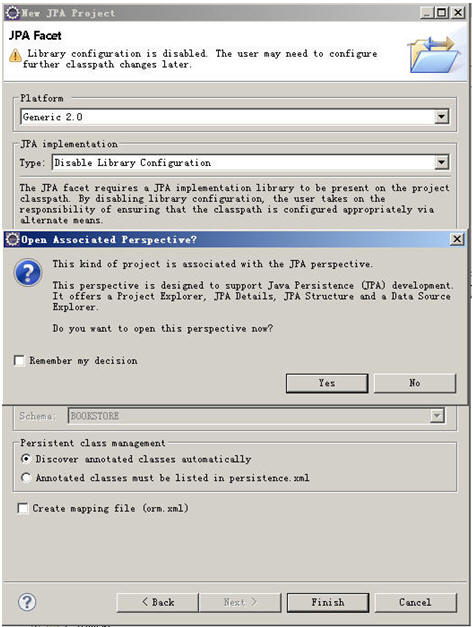 New JPA Project
JPA Facet
Library configuration is disabled. The user may need to configure
further classpath changes later.
Platform
Generic 2.0
JPA implementation
Type: Disable Library Configuration
The JPA facet requires a JPA implementation library to be present on the project
classpath. By disabling library configuration, the user takes on the
responsibility of ensuring that the classpath is configured appropriately via
alternate means.
Open Associated Perspective?
This kind of project is associated with the JPA perspective.
This perspective is designed to support Java Persistence (JPA) development.
It offers a Project Explorer, JPA Details, JPA Structure and a Data Source
Explorer.
Do you want to open this perspective now?
Remember my decision
Yes No
Schema: BOOKSTORE
Persistent class management
Discover annotated classes automatically
Annotated classes must be listed in persistence.xml
Create mapping file (orm.xml)
? < Back Next > Finish Cancel